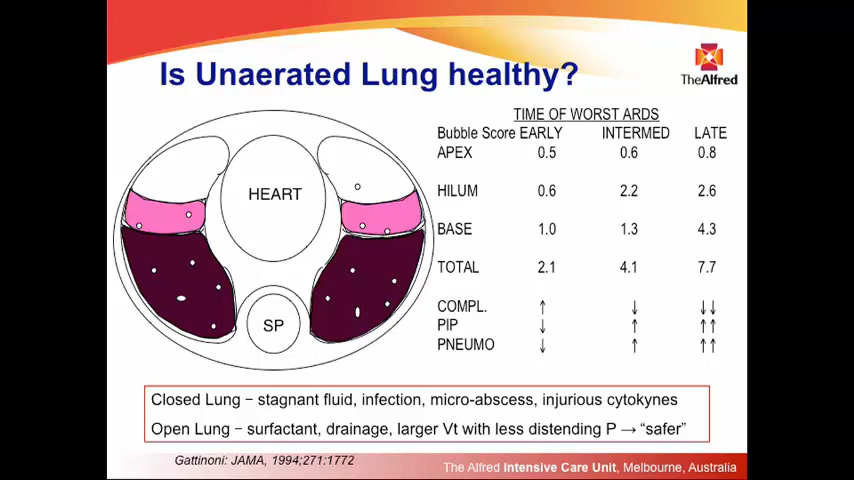 Is Unaerated Lung healthy?
TheAlfred
HEART
SP
TIME OF WORST ARDS
Bubble Score EARLY INTERMED LATE
APEX 0.5 0.6 0.8
HILUM 0.6 2.2 2.6
BASE 1.0 1.3 4.3
TOTAL 2.1 4.1 7.7
COMPL. ↑ ↓ ↓↓
PIP ↓ ↑ ↑↑
PNEUMO ↓ ↑ ↑↑
Closed Lung – stagnant fluid, infection, micro-abscess, injurious cytokynes
Open Lung – surfactant, drainage, larger Vt with less distending P → “safer”
Gattinoni: JAMA, 1994;271:1772
The Alfred Intensive Care Unit, Melbourne, Australia